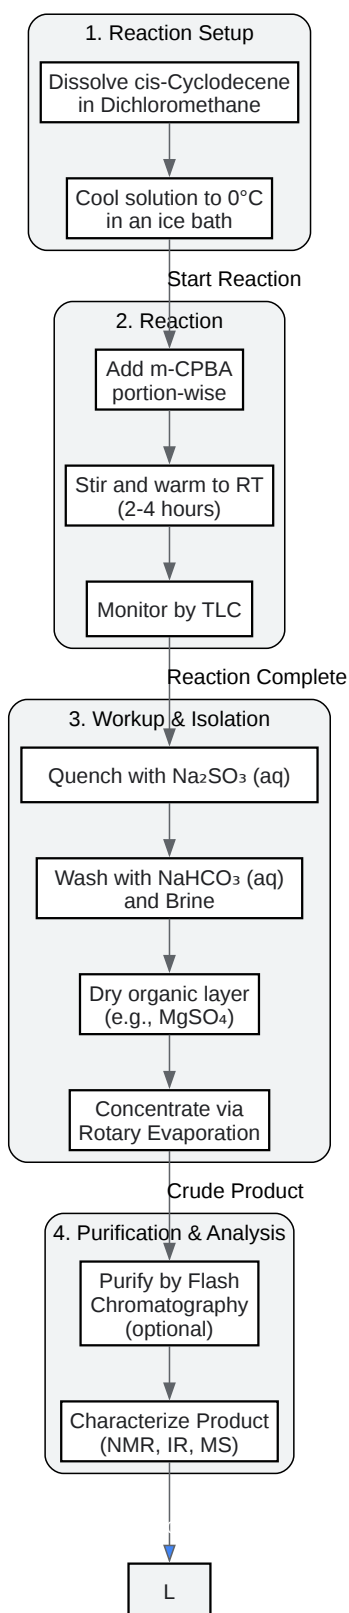 1. Reaction Setup
Dissolve cis-Cyclodecene
in Dichloromethane
Cool solution to 0°C
in an ice bath
Start Reaction
2. Reaction
Add m-CPBA
portion-wise
Stir and warm to RT
(2-4 hours)
Monitor by TLC
Reaction Complete
3. Workup & Isolation
Quench with Na₂SO₃ (aq)
Wash with NaHCO₃ (aq)
and Brine
Dry organic layer
(e.g., MgSO₄)
Concentrate via
Rotary Evaporation
Crude Product
4. Purification & Analysis
Purify by Flash
Chromatography
(optional)
Characterize Product
(NMR, IR, MS)
L